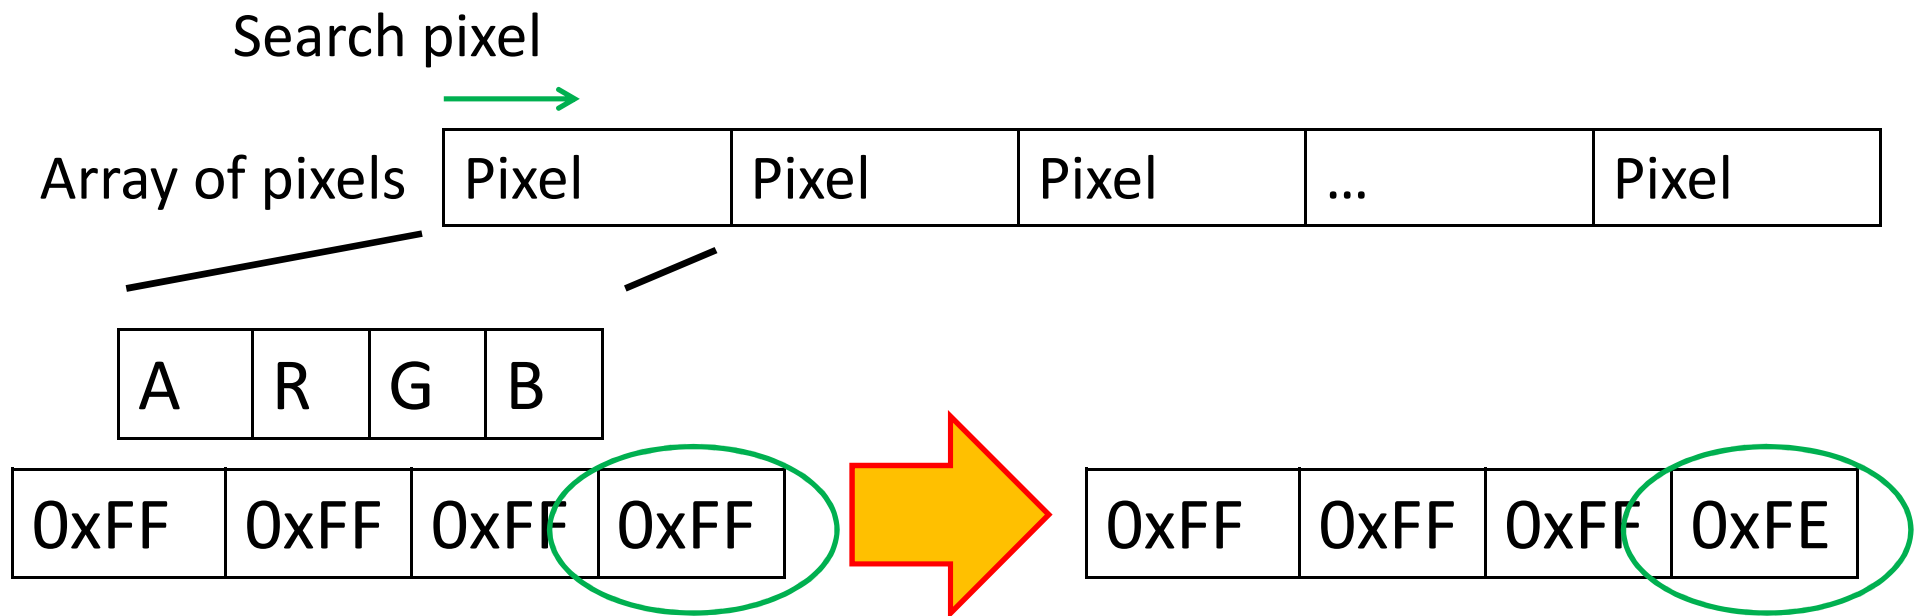 Search pixel
Array of pixels Pixel Pixel Pixel ... Pixel
A R G B
0xFF 0xFF 0xFF 0xFF 0xFF 0xFF 0xFF 0xFE